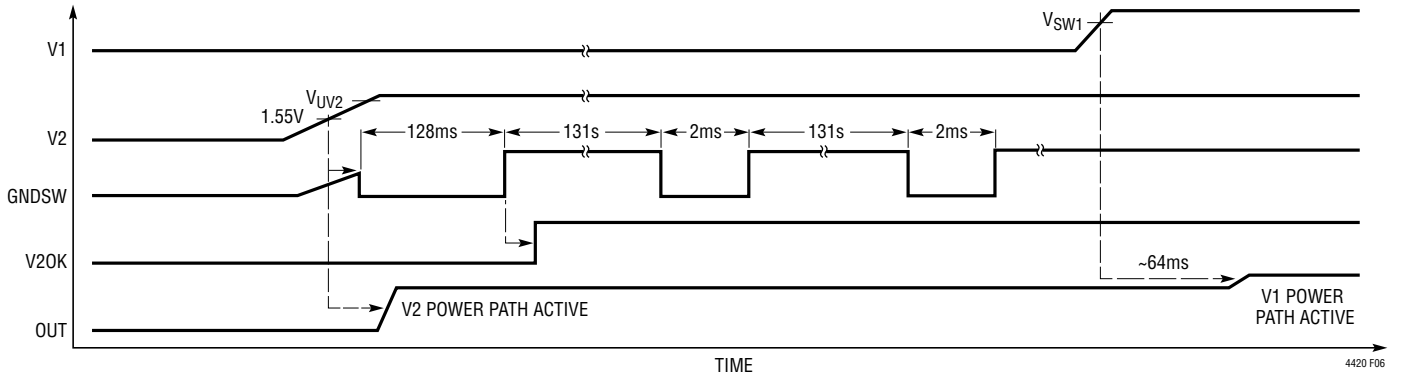 VSW1
V1
VUV2
1.55V
V2
128ms
131s
2ms
131s
2ms
GNDSW
V2OK
~64ms
V2 POWER PATH ACTIVE
V1 POWER
PATH ACTIVE
OUT
TIME
4420 F06